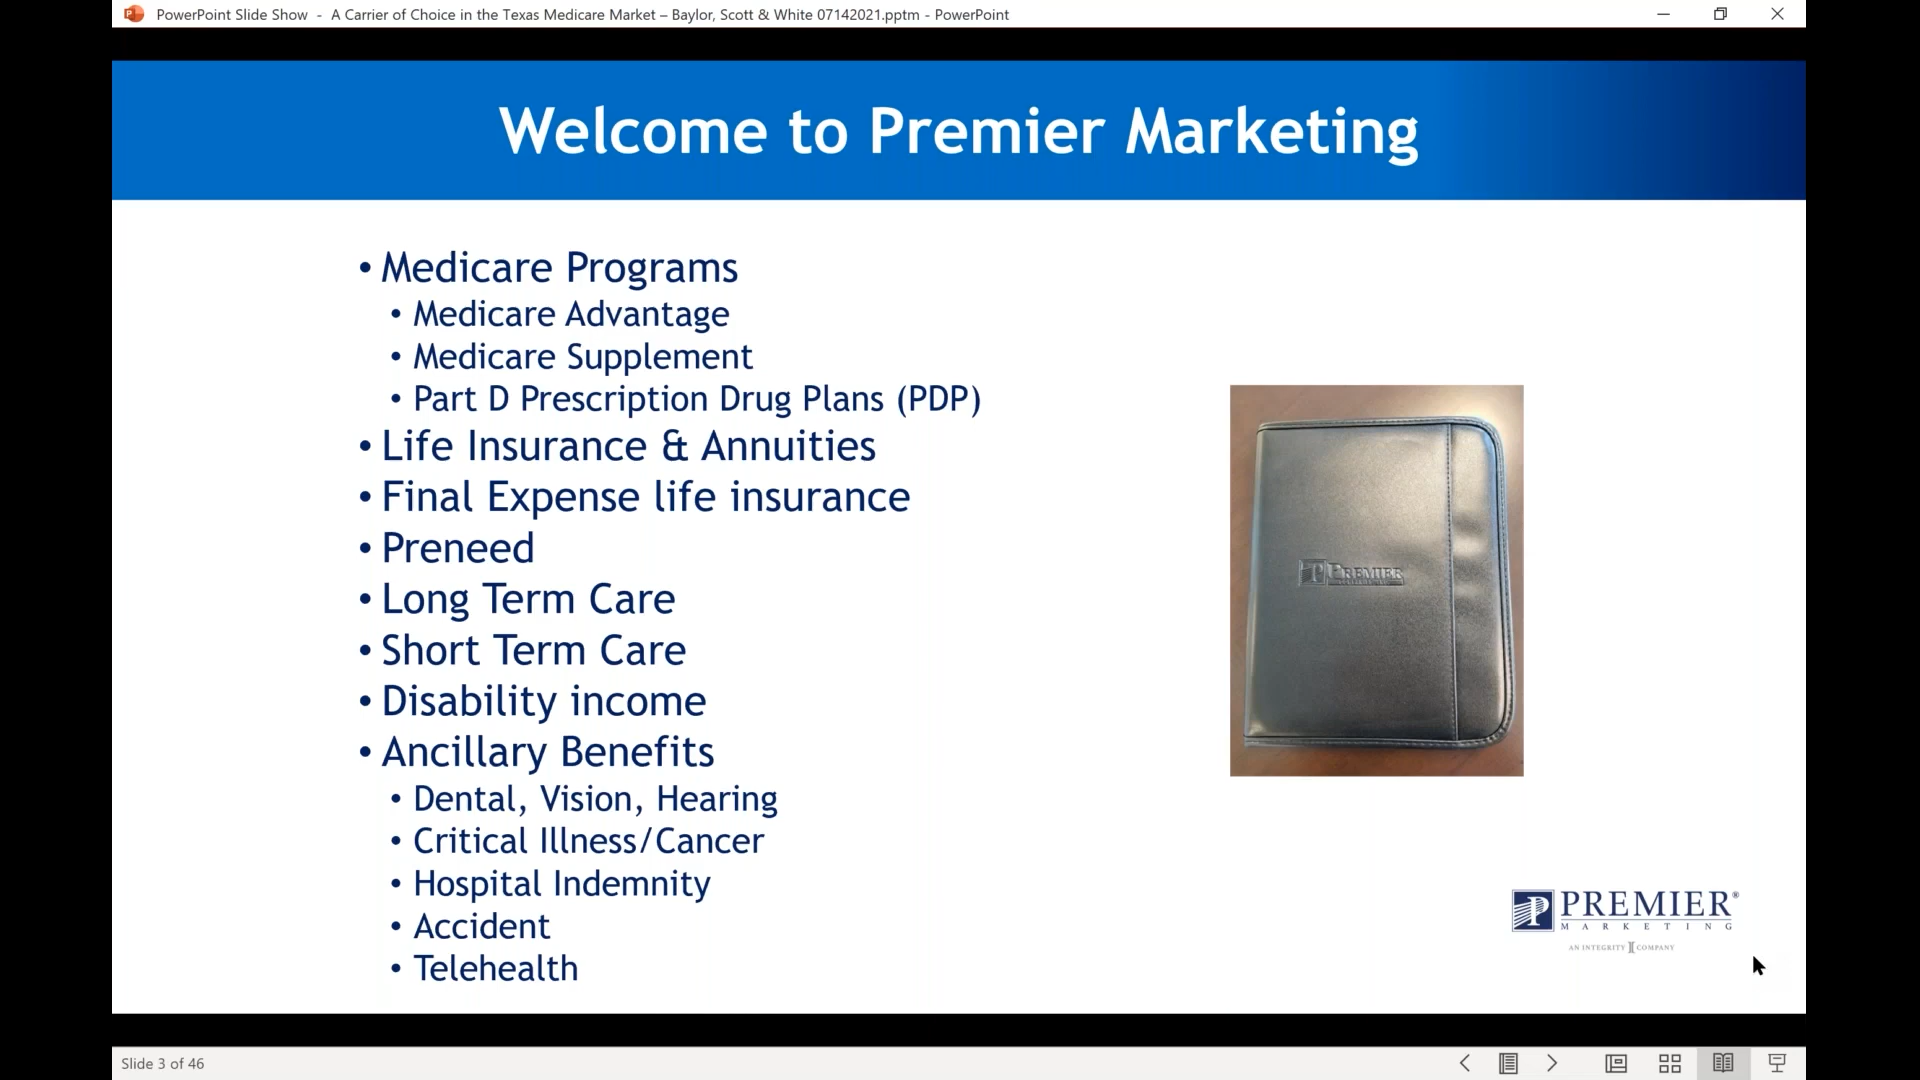 PowerPoint Slide Show - A Carrier of Choice in the Texas Medicare Market – Baylor, Scott & White 07142021.pptm - PowerPoint
Welcome to Premier Marketing
• Medicare Programs
• Medicare Advantage
• Medicare Supplement
• Part D Prescription Drug Plans (PDP)
• Life Insurance & Annuities
• Final Expense life insurance
• Preneed
• Long Term Care
• Short Term Care
• Disability income
• Ancillary Benefits
• Dental, Vision, Hearing
• Critical Illness/Cancer
• Hospital Indemnity
• Accident
• Telehealth
PREMIER
PREMIER®
MARKETING
AN INTEGRITY COMPANY
Slide 3 of 46